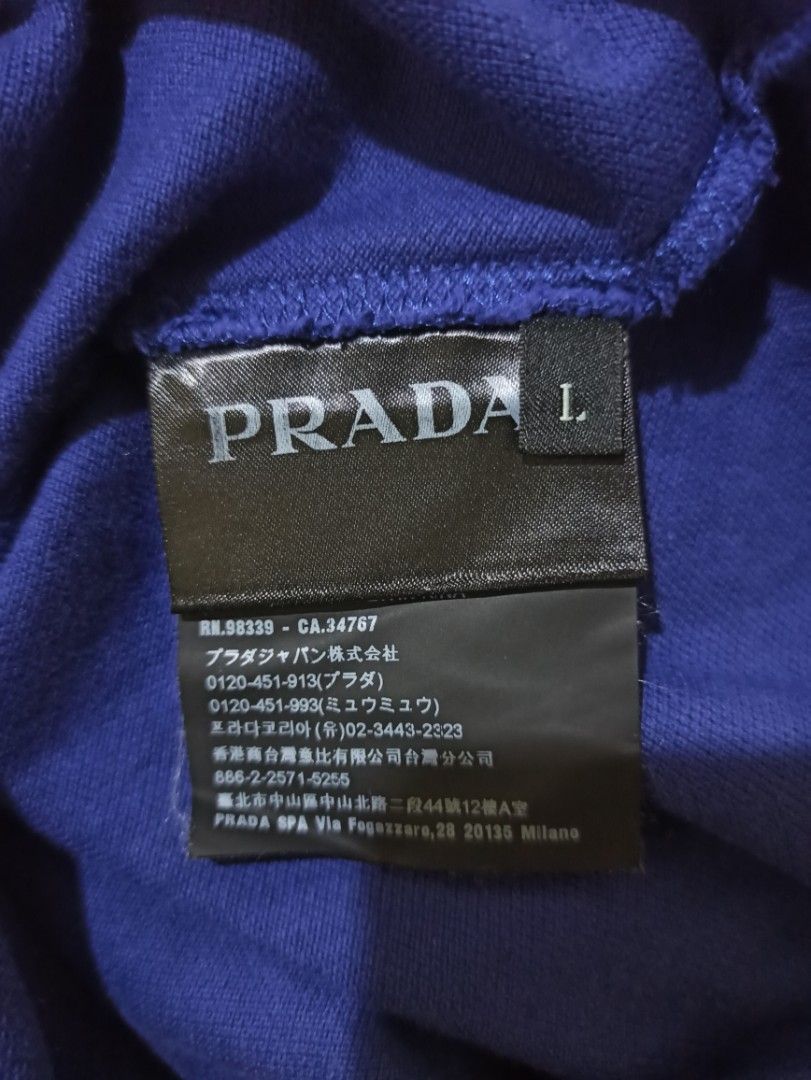 PRADA
L
RN.98339 - CA.34767
プラダジャパン株式会社
0120-451-913(プラダ)
0120-451-993(ミュウミュウ)
프라다코리아(유)02-3443-2323
香港商台灣意比有限公司台灣分公司
886-2-2571-5255
臺北市中山區中山北路二段44號12樓A室
PRADA SPA Via Fogazzaro,28 20135 Milano